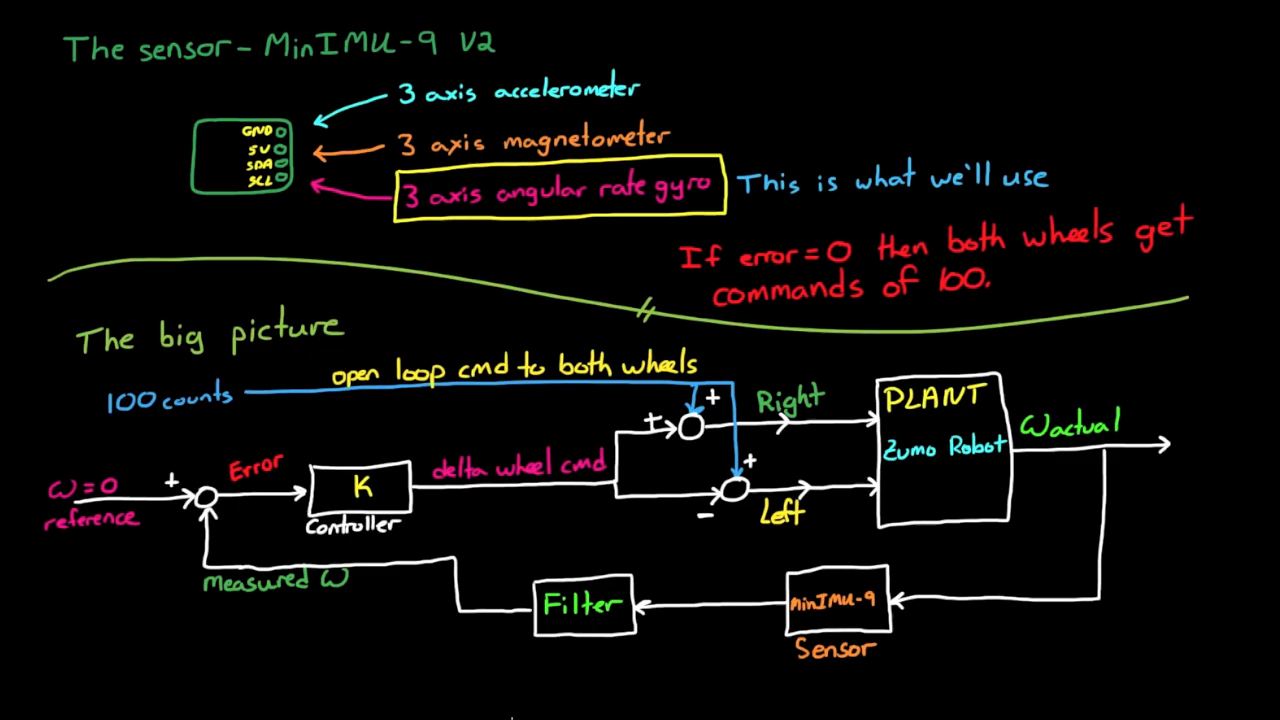 The sensor - MinIMU-9 V2
3 axis accelerometer
GND
5V
SDA
SCL
3 axis magnetometer
3 axis angular rate gyro
This is what we'll use
If error = 0 then both wheels get
commands of 100.
The big picture
open loop cmd to both wheels
100 counts
+
Right
PLANT
Zumo Robot
ωactual
+
+
Error
K
Controller
delta wheel cmd
+
-
Left
ω = 0
reference
measured ω
Filter
MinIMU-9
Sensor